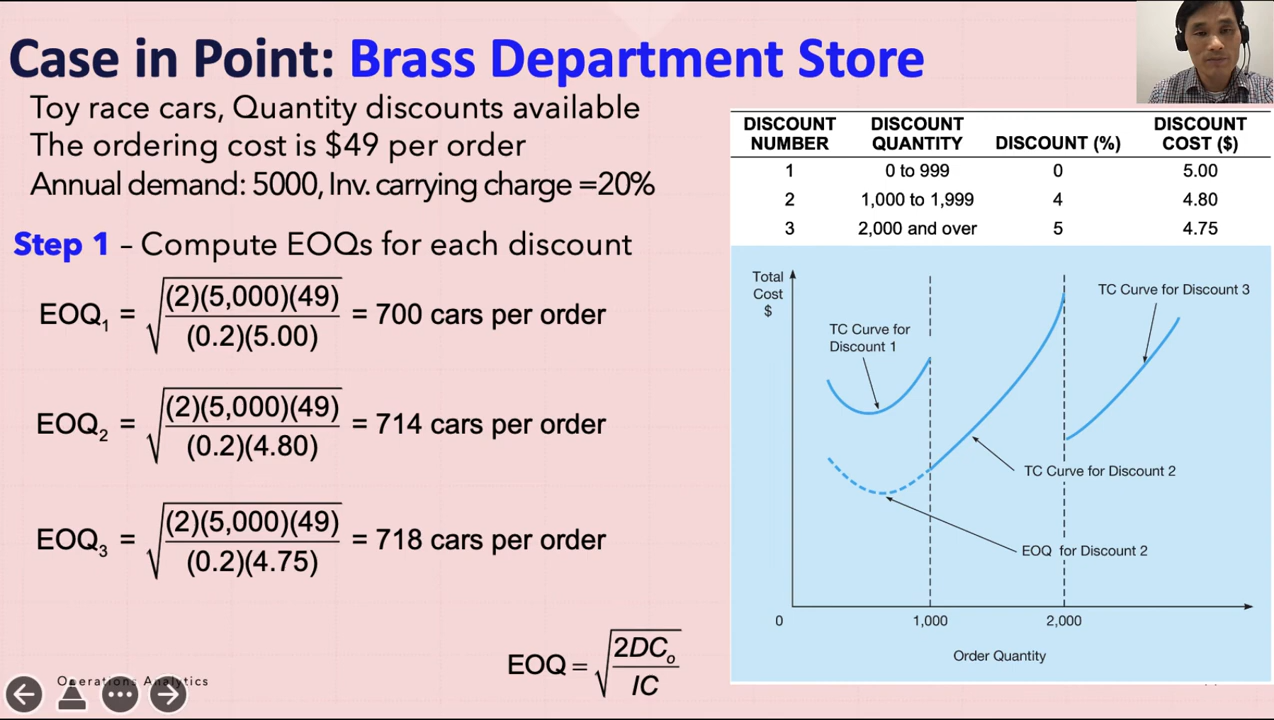 Case in Point: Brass Department Store
Toy race cars, Quantity discounts available
The ordering cost is $49 per order
Annual demand: 5000, Inv. carrying charge =20%
Step 1 – Compute EOQs for each discount
EOQ₁ = √(2)(5,000)(49) / (0.2)(5.00) = 700 cars per order
EOQ₂ = √(2)(5,000)(49) / (0.2)(4.80) = 714 cars per order
EOQ₃ = √(2)(5,000)(49) / (0.2)(4.75) = 718 cars per order
EOQ = √2DCₒ / IC
Operations Analytics
DISCOUNT NUMBER DISCOUNT QUANTITY DISCOUNT (%) DISCOUNT COST ($)
1 0 to 999 0 5.00
2 1,000 to 1,999 4 4.80
3 2,000 and over 5 4.75
Total
Cost
$
TC Curve for
Discount 1
TC Curve for Discount 3
TC Curve for Discount 2
EOQ for Discount 2
0 1,000 2,000
Order Quantity